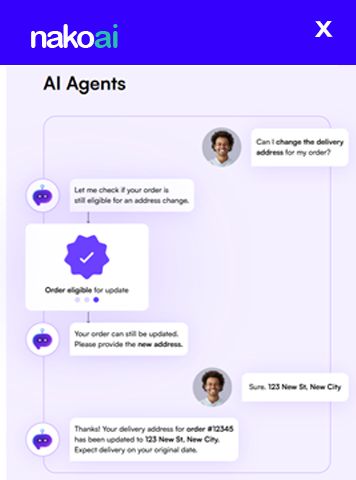 nakoai
X
AI Agents
Can I change the delivery
address for my order?
Let me check if your order is
still eligible for an address change.
Order eligible for update
Your order can still be updated.
Please provide the new address.
Sure. 123 New St, New City
Thanks! Your delivery address for order #12345
has been updated to 123 New St, New City.
Expect delivery on your original date.